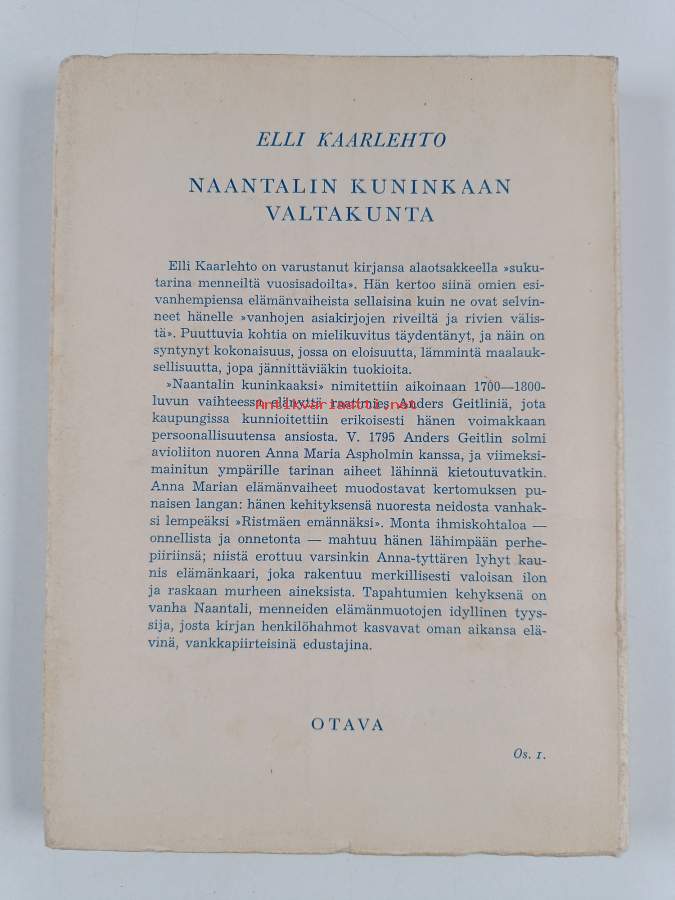 ELLI KAARLEHTO
NAANTALIN KUNINKAAN
VALTAKUNTA
Elli Kaarlehto on varustanut kirjansa alaotsakkeella »suku-
tarina menneiltä vuosisadoilta». Hän kertoo siinä omien esi-
vanhempiensa elämänvaiheista sellaisina kuin ne ovat selvin-
neet hänelle »vanhojen asiakirjojen riveiltä ja rivien välis-
tä». Puuttuvia kohtia on mielikuvitus täydentänyt, ja näin on
syntynyt kokonaisuus, jossa on eloisuutta, lämmintä maalauk-
sellisuutta, jopa jännittäviäkin tuokioita.
»Naantalin kuninkaaksi» nimitettiin aikoinaan 1700—1800-
luvun vaihteessa elänyttä raatimies Anders Geitliniä, jota
Antikvariaatti.net
kaupungissa kunnioitettiin erikoisesti hänen voimakkaan
persoonallisuutensa ansiosta. V. 1795 Anders Geitlin solmi
avioliiton nuoren Anna Maria Aspholmin kanssa, ja viimeksi-
mainitun ympärille tarinan aiheet lähinnä kietoutuvatkin.
Anna Marian elämänvaiheet muodostavat kertomuksen pu-
naisen langan: hänen kehityksensä nuoresta neidosta vanhak-
si lempeäksi »Ristmäen emännäksi». Monta ihmiskohtaloa —
onnellista ja onnetonta — mahtuu hänen lähimpään perhe-
piiriinsä; niistä erottuu varsinkin Anna-tyttären lyhyt kau-
nis elämänkaari, joka rakentuu merkillisesti valoisan ilon
ja raskaan murheen aineksista. Tapahtumien kehyksenä on
vanha Naantali, menneiden elämänmuotojen idyllinen tyys-
sija, josta kirjan henkilöhahmot kasvavat oman aikansa elä-
vinä, vankkapiirteisinä edustajina.
OTAVA
Os. 1.